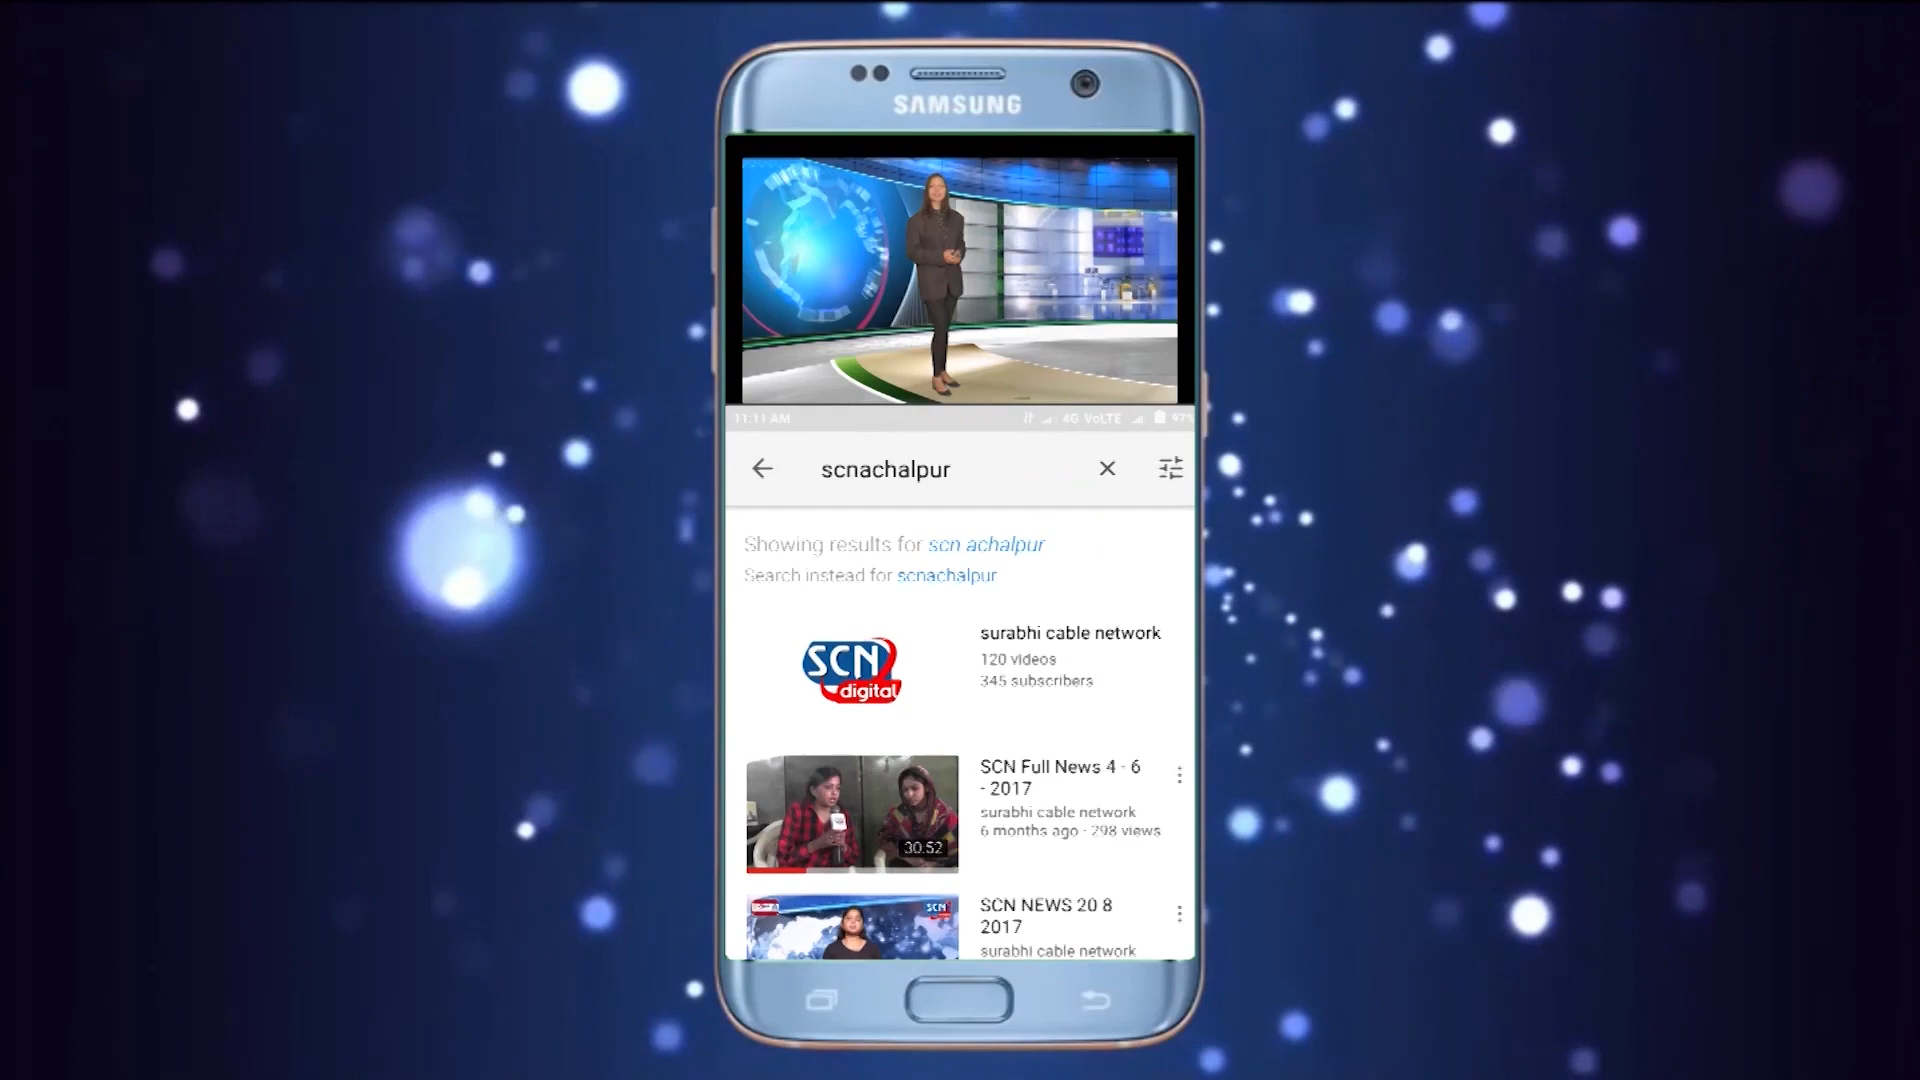 SAMSUNG
11:11 AM
4G VoLTE
97%
scnachalpur
Showing results for scn achalpur
Search instead for scnachalpur
SCN
digital
surabhi cable network
120 videos
345 subscribers
SCN Full News 4 - 6
- 2017
surabhi cable network
6 months ago · 298 views
30:52
SCN NEWS 20 8
2017
SCN
surabhi cable network